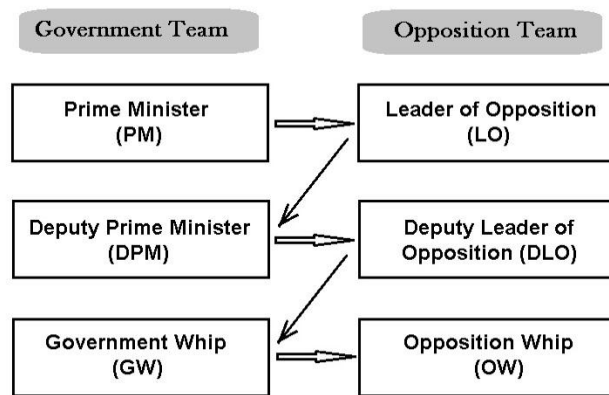 Government Team
Opposition Team
Prime Minister
(PM)
Leader of Opposition
(LO)
Deputy Prime Minister
(DPM)
Deputy Leader of
Opposition (DLO)
Government Whip
(GW)
Opposition Whip
(OW)